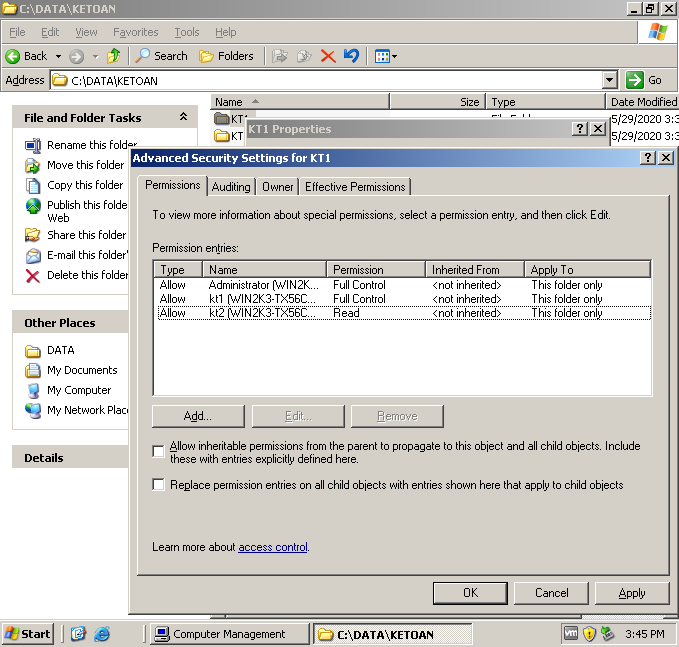 C:\DATA\KETOAN
File Edit View Favorites Tools Help
Back Search Folders
Address C:\DATA\KETOAN Go
File and Folder Tasks
Rename this folder
Move this folder
Copy this folder
Publish this folde
Web
Share this folder
E-mail this folder'
Delete this folder
Other Places
DATA
My Documents
My Computer
My Network Plac
Details
Name Size Type Date Modified
KT1 5/29/2020 3:3
KT 5/29/2020 3:3
KT1 Properties
Advanced Security Settings for KT1
Permissions Auditing Owner Effective Permissions
To view more information about special permissions, select a permission entry, and then click Edit.
Permission entries:
Type Name Permission Inherited From Apply To
Allow Administrator (WIN2K... Full Control <not inherited> This folder only
Allow kt1 (WIN2K3-TX56C... Full Control <not inherited> This folder only
Allow kt2 (WIN2K3-TX56C... Read <not inherited> This folder only
Add... Edit... Remove
Allow inheritable permissions from the parent to propagate to this object and all child objects. Include
these with entries explicitly defined here.
Replace permission entries on all child objects with entries shown here that apply to child objects
Learn more about access control.
OK Cancel Apply
Start Computer Management C:\DATA\KETOAN vm 3:45 PM